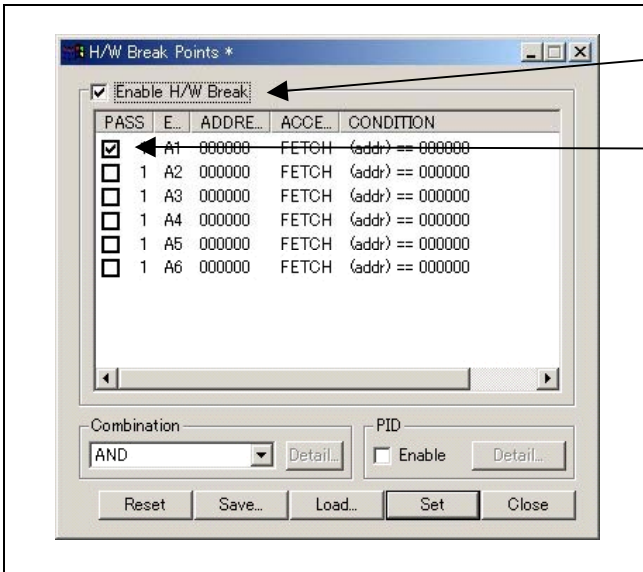 H/W Break Points *
Enable H/W Break
PASS E... ADDRE... ACCE... CONDITION
A1 000000 FETCH (addr) == 000000
1 A2 000000 FETCH (addr) == 000000
1 A3 000000 FETCH (addr) == 000000
1 A4 000000 FETCH (addr) == 000000
1 A5 000000 FETCH (addr) == 000000
1 A6 000000 FETCH (addr) == 000000
Combination PID
AND Detail... Enable Detail...
Reset Save... Load... Set Close